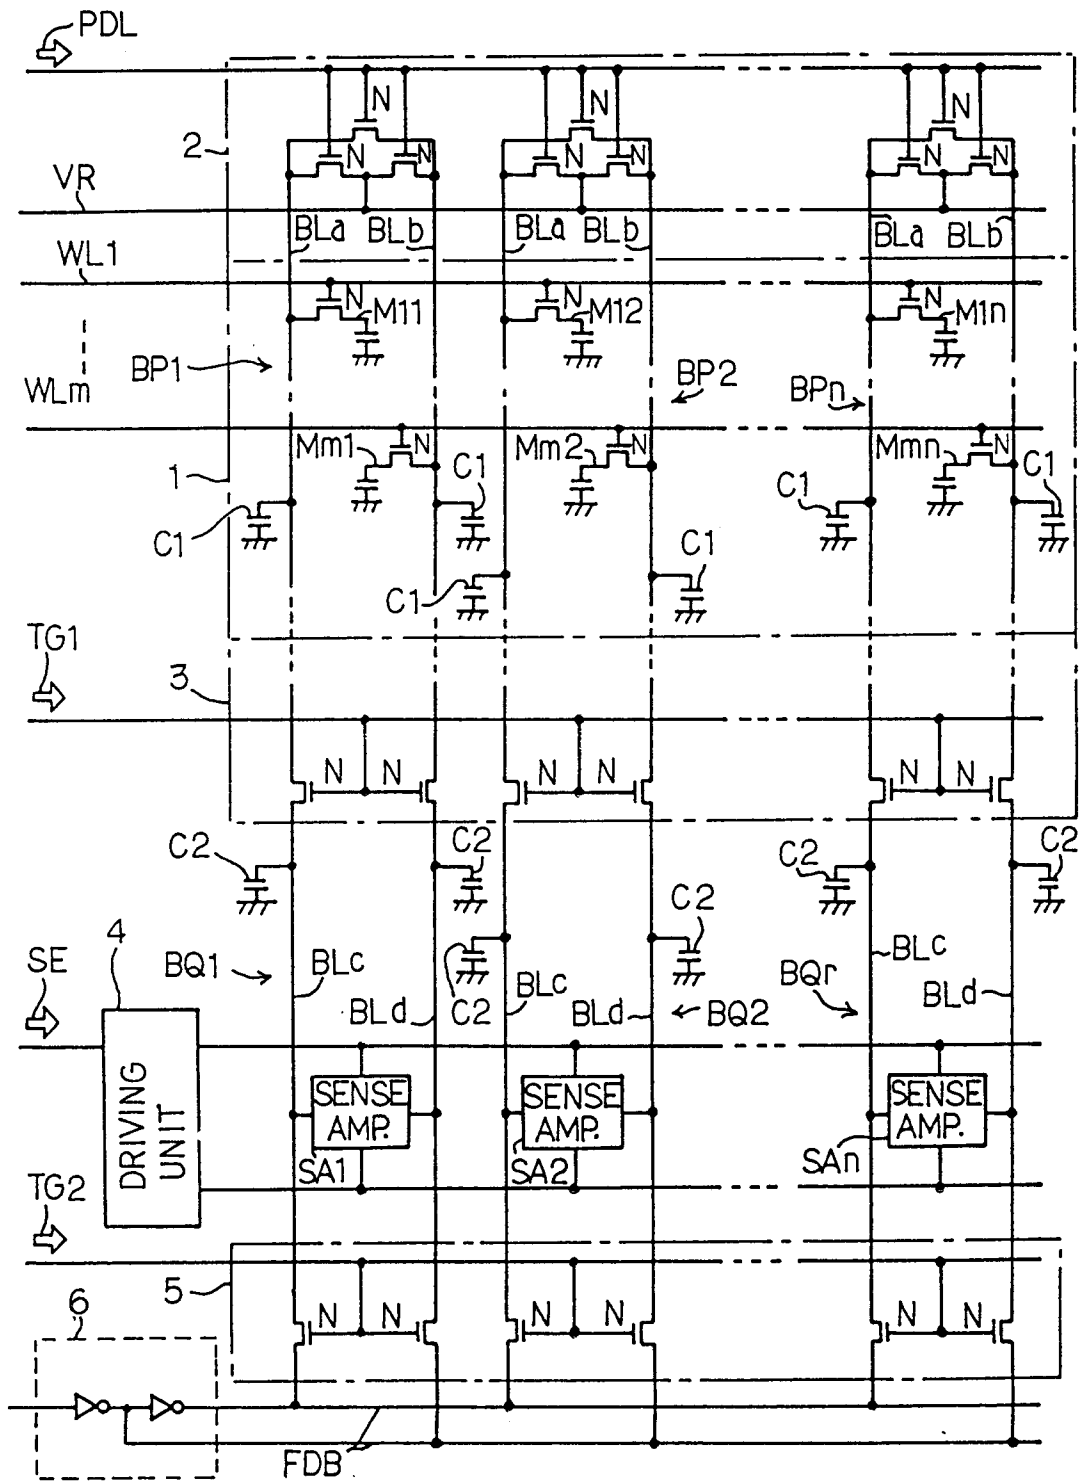 PDL
N N N
2 N N N N N N
VR
BLa BLb BLa BLb BLa BLb
WL1
N N N
M11 M12 M1n
BP1 BP2 BPn
WLm
N N N
Mm1 Mm2 Mmn
1 C1 C1 C1
C1 C1
C1
TG1
3
N N N N N N
C2 C2 C2 C2
C2
4
SE BQ1 BLc C2 BLc BQr BLc
BLd BLd BQ2 BLd
DRIVING UNIT
SENSE AMP. SENSE AMP. SENSE AMP.
SA1 SA2 SAn
TG2
5
6
N N N N N N
FDB